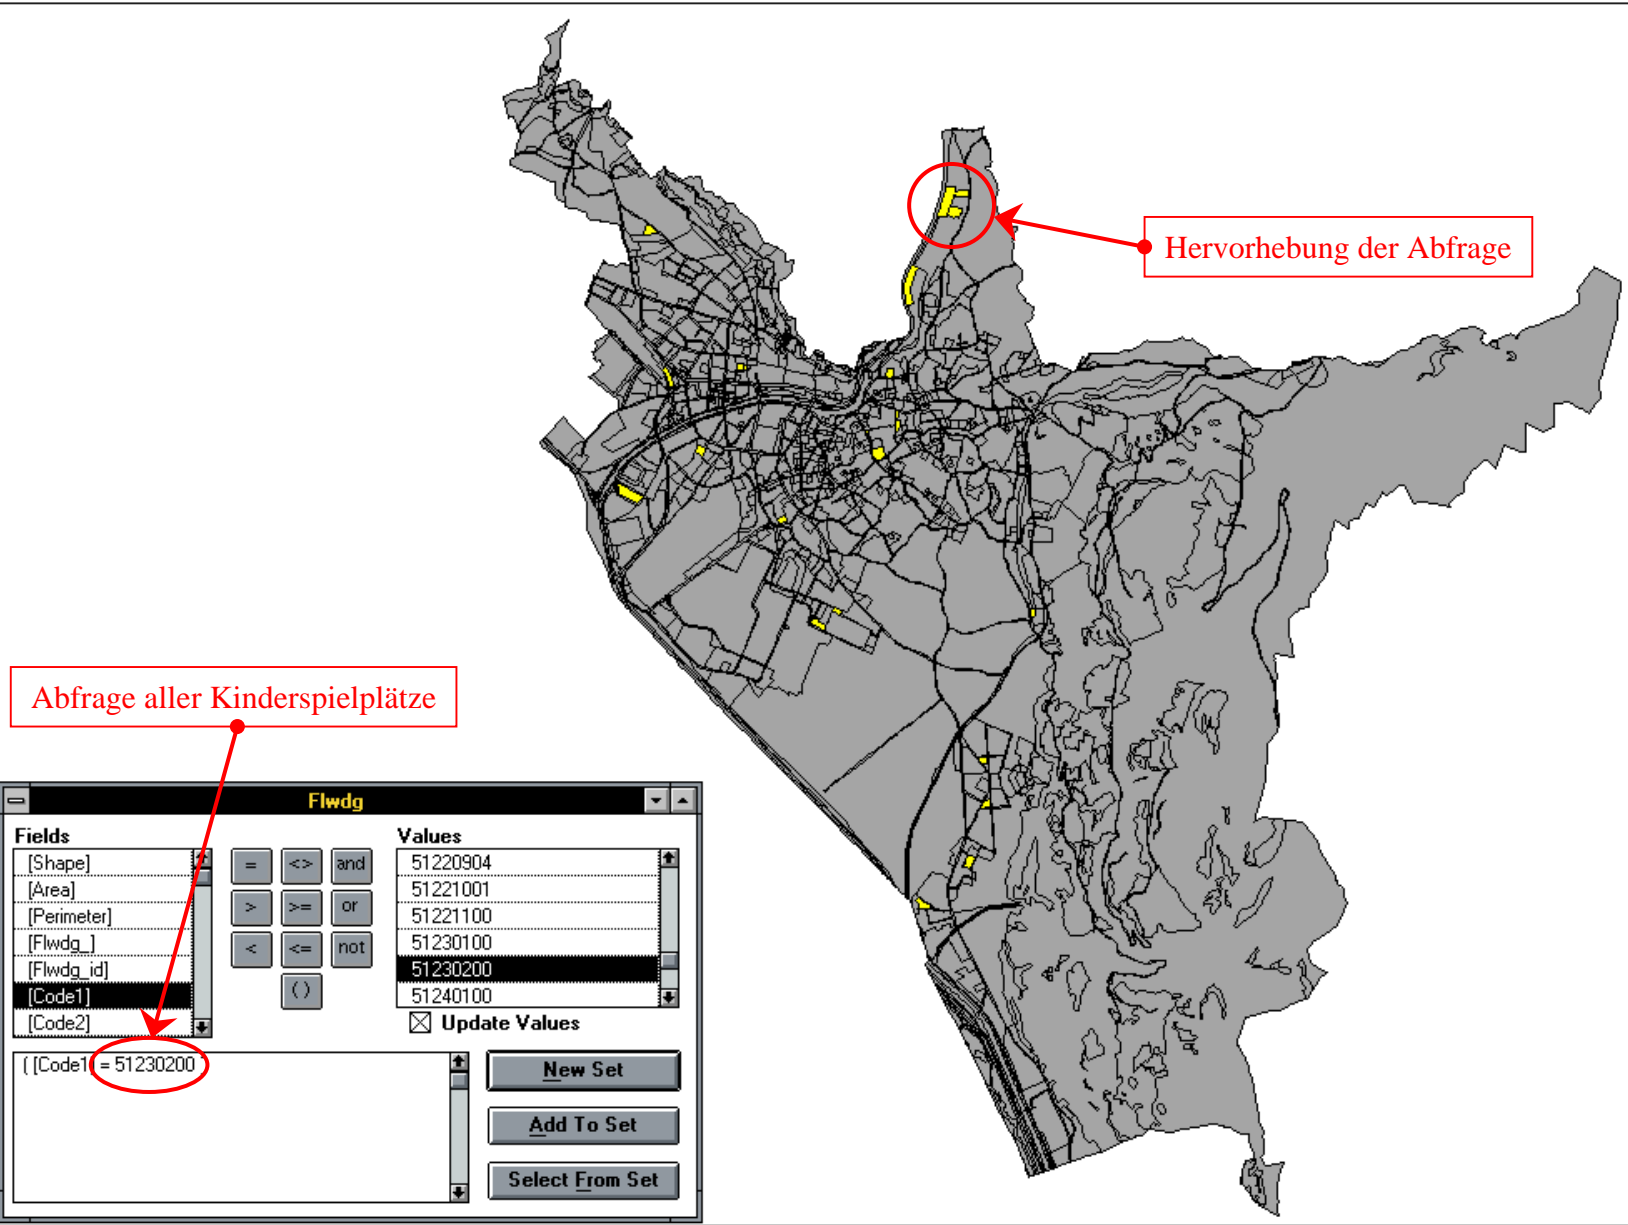 Hervorhebung der Abfrage
Abfrage aller Kinderspielplätze
Flwdg
Fields
Values
[Shape]
[Area]
[Perimeter]
[Flwdg_]
[Flwdg_id]
[Code1]
[Code2]
= <> and
> >= or
< <= not
()
51220904
51221001
51221100
51230100
51230200
51240100
Update Values
( [Code1] = 51230200
New Set
Add To Set
Select From Set